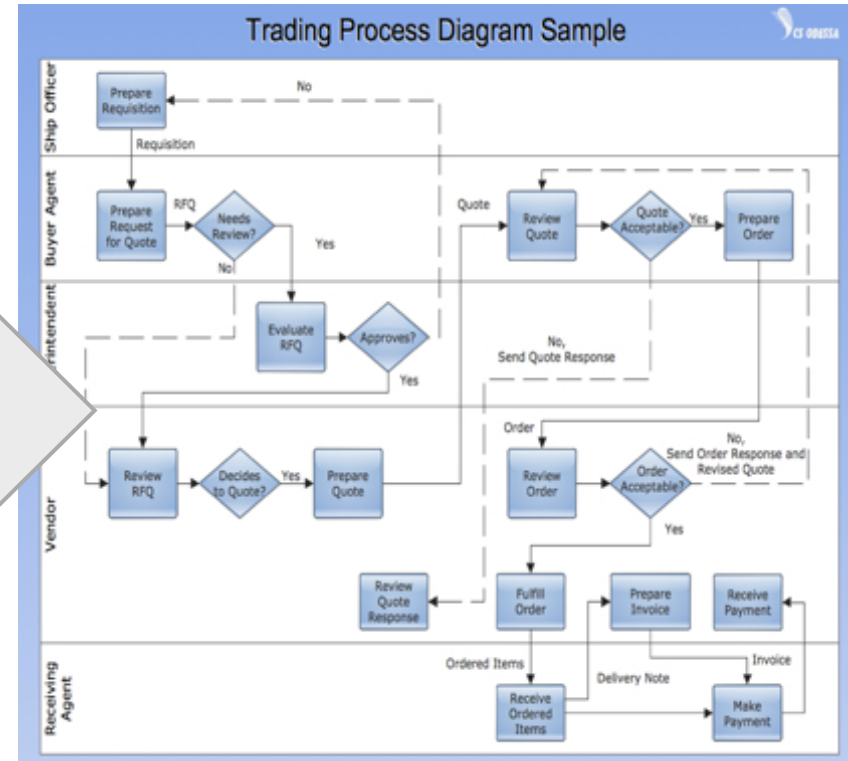 Trading Process Diagram Sample
CS ODESSA
Ship Officer
Prepare
Requisition
No
Requisition
Buyer Agent
Prepare
Request
for Quote
RFQ
Needs
Review?
Yes
No
Quote
Review
Quote
Quote
Acceptable?
Yes
Prepare
Order
rintendent
Evaluate
RFQ
Approves?
Yes
No,
Send Quote Response
Vendor
Review
RFQ
Decides
to Quote?
Yes
Prepare
Quote
Order
Review
Order
Order
Acceptable?
No,
Send Order Response and
Revised Quote
Yes
Review
Quote
Response
Fulfill
Order
Prepare
Invoice
Receive
Payment
Receiving
Agent
Ordered Items
Receive
Ordered
Items
Delivery Note
Invoice
Make
Payment